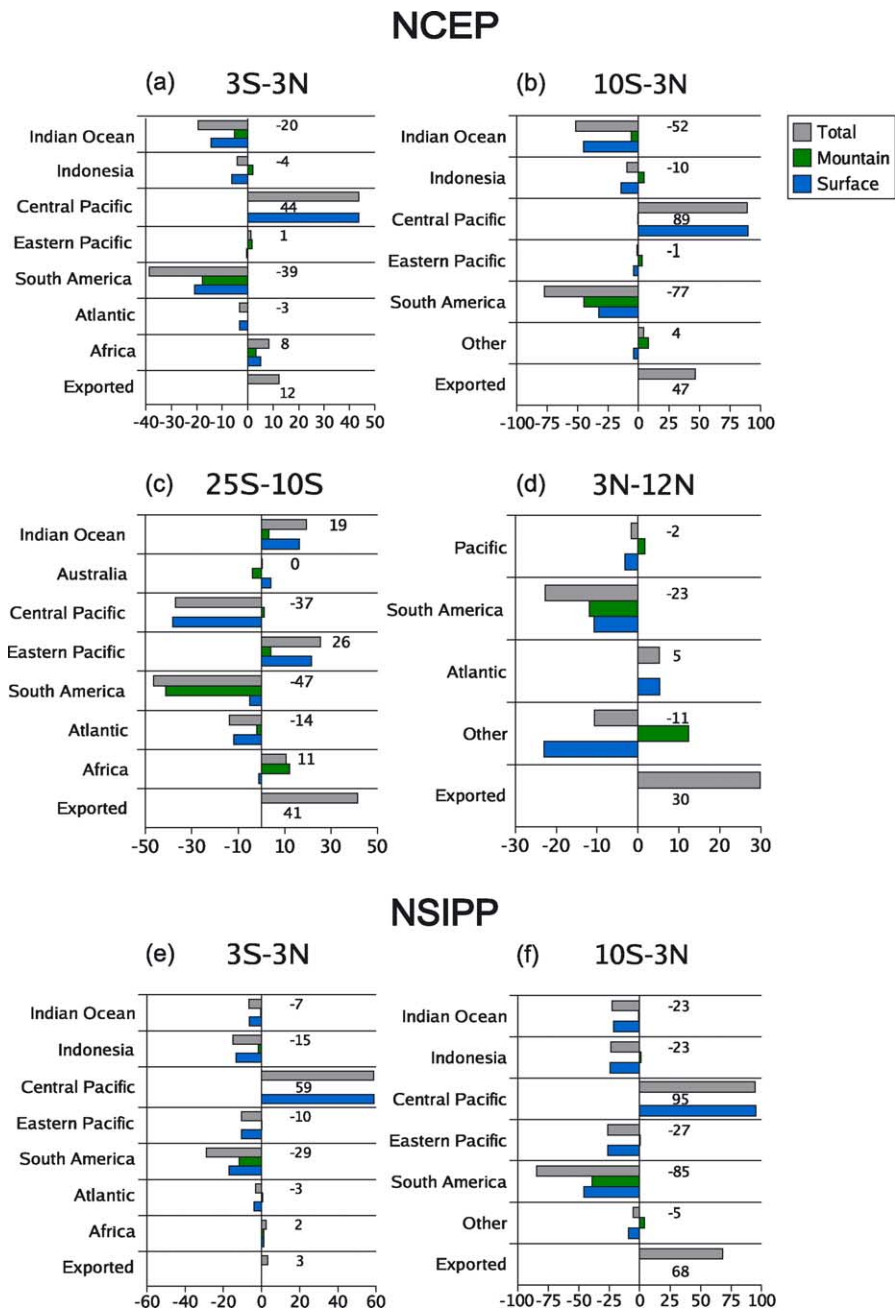 NCEP
(a) 3S-3N
Indian Ocean -20
Indonesia -4
Central Pacific 44
Eastern Pacific 1
South America -39
Atlantic -3
Africa 8
Exported 12
-40 -30 -20 -10 0 10 20 30 40 50
(b) 10S-3N
Indian Ocean -52
Indonesia -10
Central Pacific 89
Eastern Pacific -1
South America -77
Other 4
Exported 47
-100 -75 -50 -25 0 25 50 75 100
Total
Mountain
Surface
(c) 25S-10S
Indian Ocean 19
Australia 0
Central Pacific -37
Eastern Pacific 26
South America -47
Atlantic -14
Africa 11
Exported 41
-50 -30 -10 10 30 50
(d) 3N-12N
Pacific -2
South America -23
Atlantic 5
Other -11
Exported 30
-30 -20 -10 0 10 20 30
NSIPP
(e) 3S-3N
Indian Ocean -7
Indonesia -15
Central Pacific 59
Eastern Pacific -10
South America -29
Atlantic -3
Africa 2
Exported 3
-60 -40 -20 0 20 40 60
(f) 10S-3N
Indian Ocean -23
Indonesia -23
Central Pacific 95
Eastern Pacific -27
South America -85
Other -5
Exported 68
-100 -75 -50 -25 0 25 50 75 100